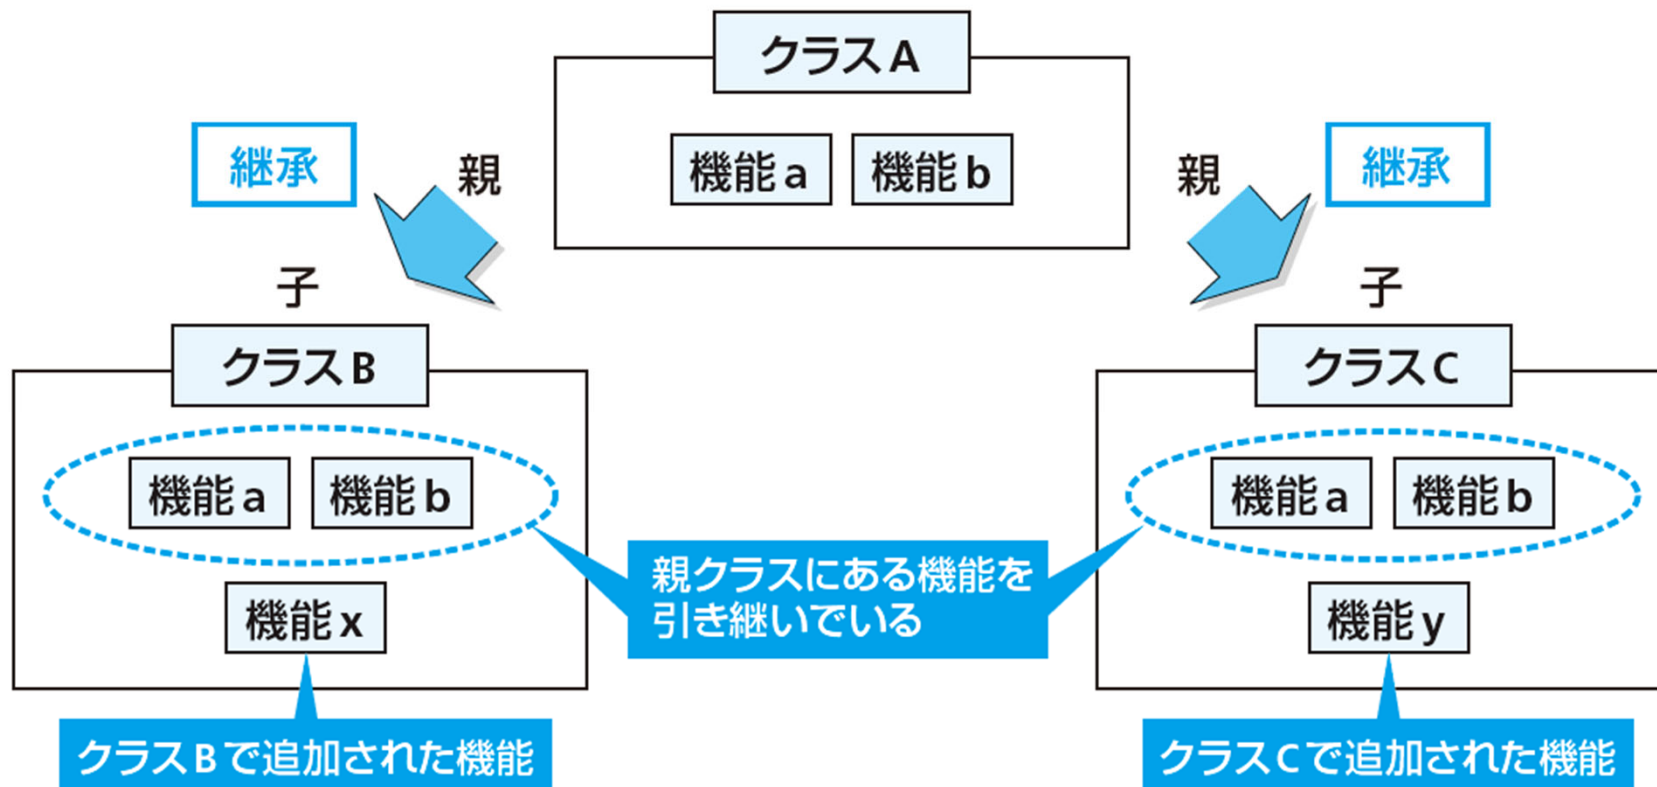 クラスA
機能a
機能b
継承
親
親
継承
子
子
クラスB
クラスC
機能a
機能b
機能a
機能b
親クラスにある機能を
引き継いでいる
機能x
機能y
クラスBで追加された機能
クラスCで追加された機能